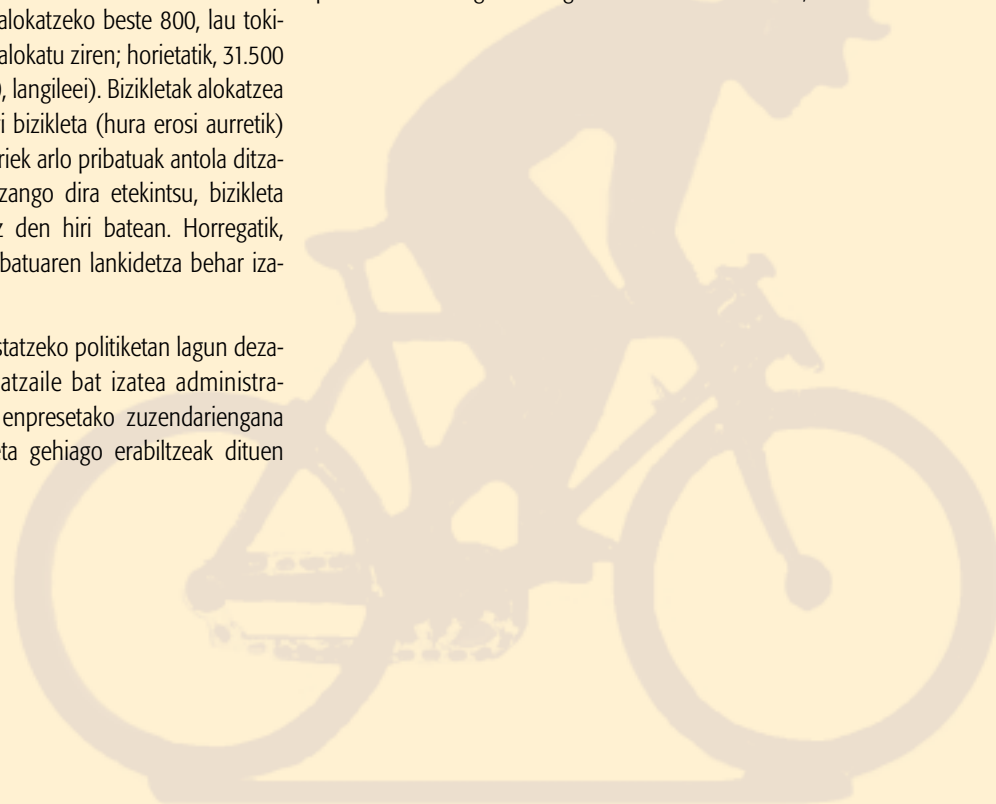 alokatzeko beste 800, lau toki-
alokatu ziren; horietatik, 31.500
, langileei). Bizikletak alokatzea
i bizikleta (hura erosi aurretik)
riek arlo pribatuak antola ditza-
zango dira etekintsu, bizikleta
z den hiri batean. Horregatik,
batuaren lankidetza behar iza-
statzeko politiketan lagun deza-
atzaile bat izatea administra-
enpresetako zuzendariengana
eta gehiago erabiltzeak dituen